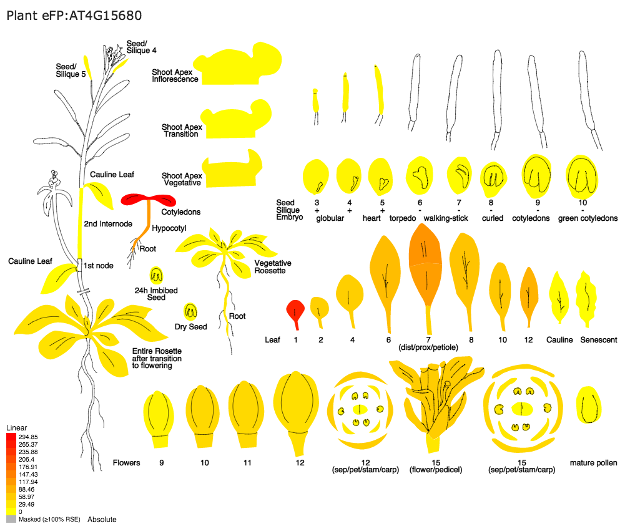 Plant eFP:AT4G15680
Seed/
Silique 4
Seed/
Silique 5
Shoot Apex
Inflorescence
Shoot Apex
Transition
Shoot Apex
Vegetative
Cauline Leaf
2nd Internode
Cauline Leaf
1st node
Cotyledons
Hypocotyl
Root
24h Imbibed
Seed
Dry Seed
Vegetative
Roesette
Root
Entire Rosette
after transition
to flowering
Seed 3 4 5 6 7 8 9 10
Silique + + + - - - - -
Embryo globular heart torpedo walking-stick curled cotyledons green cotyledons
Leaf 1 2 4 6 7 8 10 12 Cauline Senescent
(dist/prox/petiole)
Flowers 9 10 11 12 12 15 15 mature pollen
(sep/pet/stam/carp) (flower/pedicel) (sep/pet/stam/carp)
Linear
294.85
265.37
235.88
206.4
176.91
147.43
117.94
88.46
58.97
29.49
0
Masked (≥100% RSE) Absolute